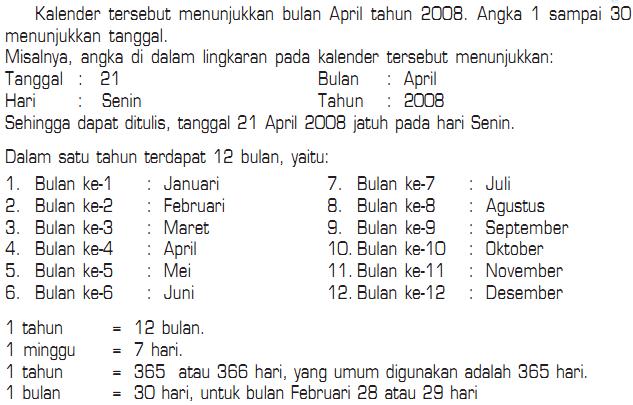 Kalender tersebut menunjukkan bulan April tahun 2008. Angka 1 sampai 30
menunjukkan tanggal.
Misalnya, angka di dalam lingkaran pada kalender tersebut menunjukkan:
Tanggal : 21 Bulan : April
Hari : Senin Tahun : 2008
Sehingga dapat ditulis, tanggal 21 April 2008 jatuh pada hari Senin.
Dalam satu tahun terdapat 12 bulan, yaitu:
1. Bulan ke-1 : Januari 7. Bulan ke-7 : Juli
2. Bulan ke-2 : Februari 8. Bulan ke-8 : Agustus
3. Bulan ke-3 : Maret 9. Bulan ke-9 : September
4. Bulan ke-4 : April 10. Bulan ke-10 : Oktober
5. Bulan ke-5 : Mei 11. Bulan ke-11 : November
6. Bulan ke-6 : Juni 12. Bulan ke-12 : Desember
1 tahun = 12 bulan.
1 minggu = 7 hari.
1 tahun = 365 atau 366 hari, yang umum digunakan adalah 365 hari.
1 bulan = 30 hari, untuk bulan Februari 28 atau 29 hari